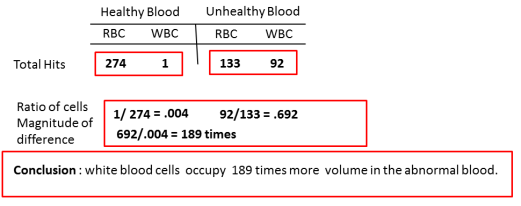 Healthy Blood Unhealthy Blood
RBC WBC RBC WBC
Total Hits 274 1 133 92
Ratio of cells
Magnitude of
difference
1/ 274 = .004 92/133 = .692
692/.004 = 189 times
Conclusion : white blood cells occupy 189 times more volume in the abnormal blood.